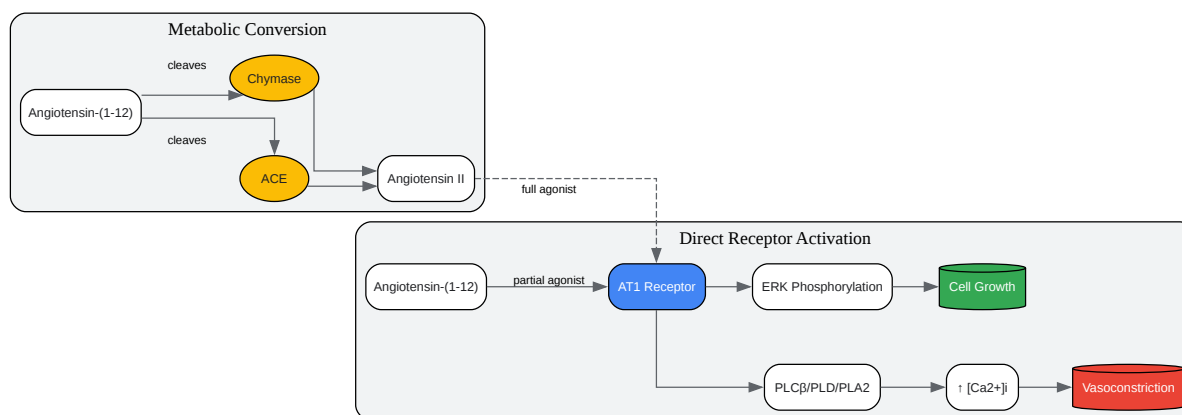 Metabolic Conversion
cleaves
Chymase
Angiotensin-(1-12)
cleaves
ACE
Angiotensin II
full agonist
Direct Receptor Activation
Angiotensin-(1-12)
partial agonist
AT1 Receptor
ERK Phosphorylation
Cell Growth
PLCβ/PLD/PLA2
↑ [Ca2+]i
Vasoconstriction